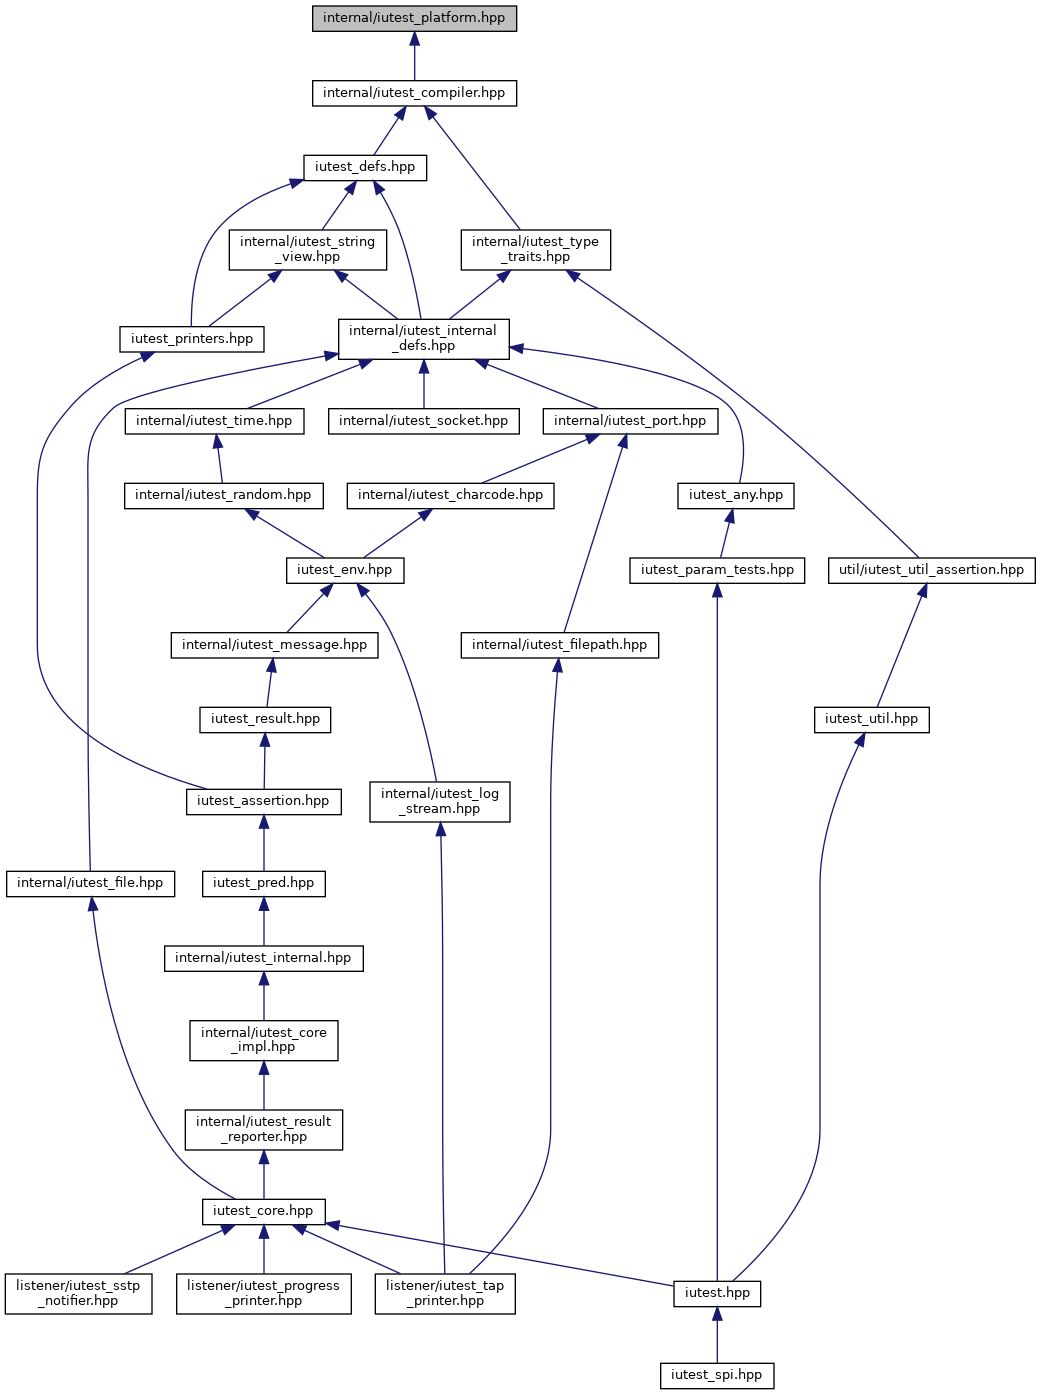 internal/iutest_platform.hpp
internal/iutest_compiler.hpp
iutest_defs.hpp
internal/iutest_string
_view.hpp
internal/iutest_type
_traits.hpp
iutest_printers.hpp
internal/iutest_internal
_defs.hpp
internal/iutest_time.hpp
internal/iutest_socket.hpp
internal/iutest_port.hpp
internal/iutest_random.hpp
internal/iutest_charcode.hpp
iutest_any.hpp
iutest_env.hpp
iutest_param_tests.hpp
util/iutest_util_assertion.hpp
internal/iutest_message.hpp
internal/iutest_filepath.hpp
iutest_result.hpp
iutest_util.hpp
iutest_assertion.hpp
internal/iutest_log
_stream.hpp
internal/iutest_file.hpp
iutest_pred.hpp
internal/iutest_internal.hpp
internal/iutest_core
_impl.hpp
internal/iutest_result
_reporter.hpp
iutest_core.hpp
listener/iutest_sstp
_notifier.hpp
listener/iutest_progress
_printer.hpp
listener/iutest_tap
_printer.hpp
iutest.hpp
iutest_spi.hpp